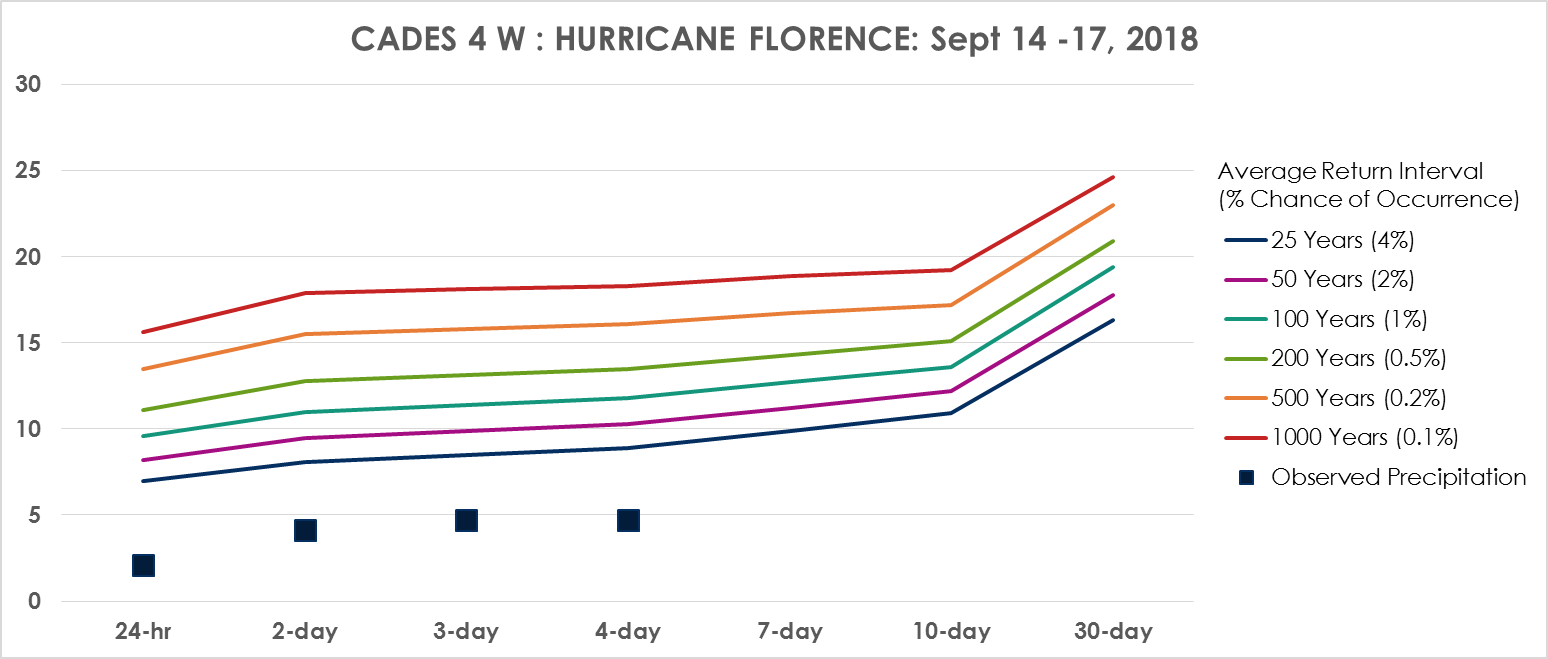 CADES 4 W : HURRICANE FLORENCE: Sept 14 -17, 2018
30
25
20
15
10
5
0
24-hr 2-day 3-day 4-day 7-day 10-day 30-day
Average Return Interval
(% Chance of Occurrence)
25 Years (4%)
50 Years (2%)
100 Years (1%)
200 Years (0.5%)
500 Years (0.2%)
1000 Years (0.1%)
Observed Precipitation